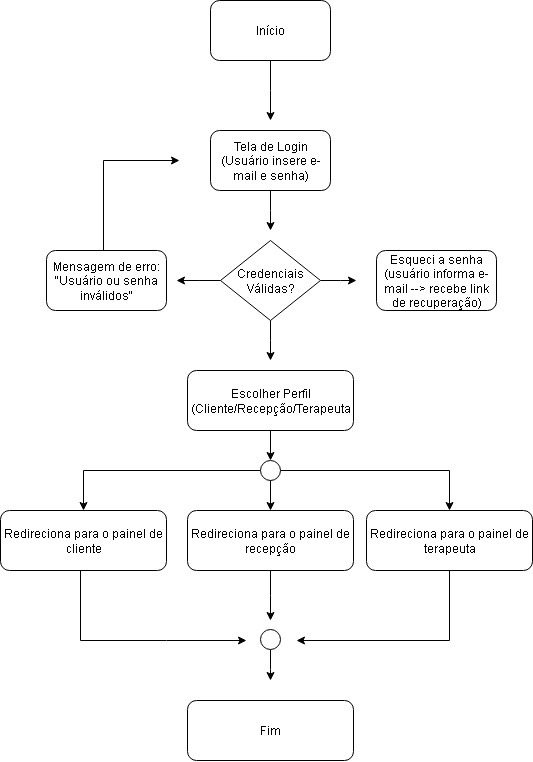 Início
Tela de Login
(Usuário insere e-
mail e senha)
Mensagem de erro:
"Usuário ou senha
inválidos"
Credenciais
Válidas?
Esqueci a senha
(usuário informa e-
mail --> recebe link
de recuperação)
Escolher Perfil
(Cliente/Recepção/Terapeuta
Redireciona para o painel de
cliente
Redireciona para o painel de
recepção
Redireciona para o painel de
terapeuta
Fim